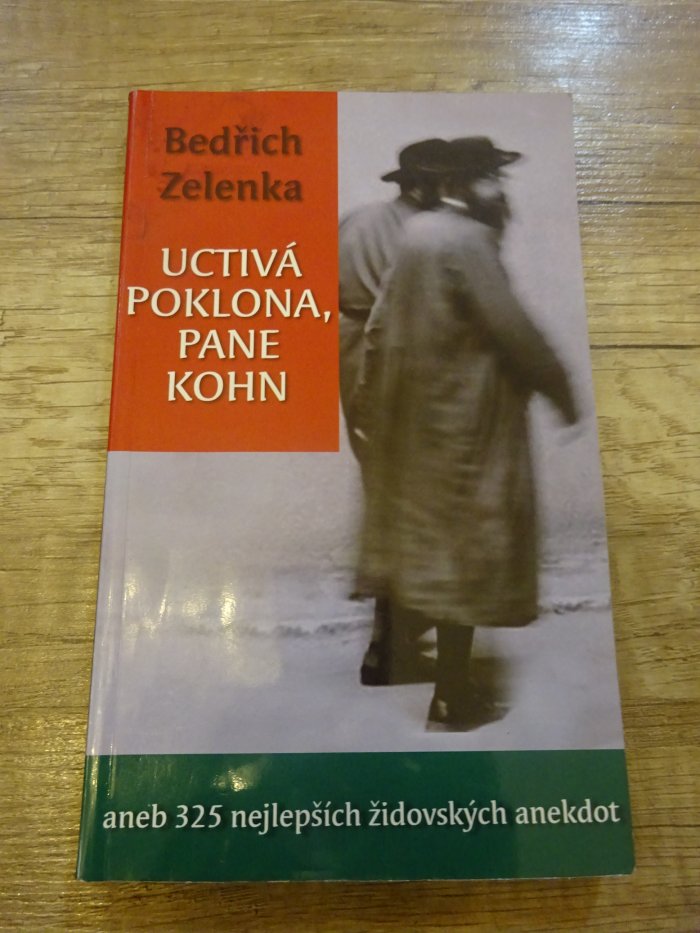 Bedřich
Zelenka
UCTIVÁ
POKLONA,
PANE
KOHN
aneb 325 nejlepších židovských anekdot